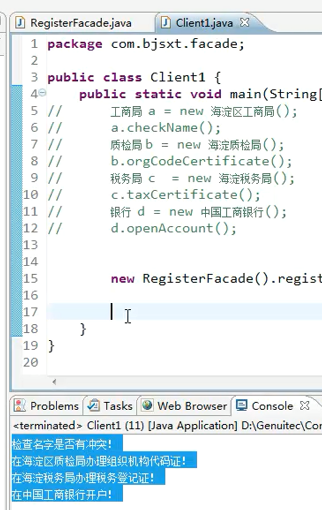 RegisterFacade.java
Client1.java
1 package com.bjsxt.facade;
2
3 public class Client1 {
4 public static void main(String[
5 // 工商局 a = new 海淀区工商局();
6 // a.checkName();
7 // 质检局 b = new 海淀质检局();
8 // b.orgCodeCertificate();
9 // 税务局 c = new 海淀税务局();
10 // c.taxCertificate();
11 // 银行 d = new 中国工商银行();
12 // d.openAccount();
13
14
15 new RegisterFacade().regist
16
17
18 }
19 }
20
Problems Tasks Web Browser Console
<terminated> Client1 (11) [Java Application] D:\Genuitec\Co
检查名字是否有冲突!
在海淀区质检局办理组织机构代码证!
在海淀税务局办理税务登记证!
在中国工商银行开户!